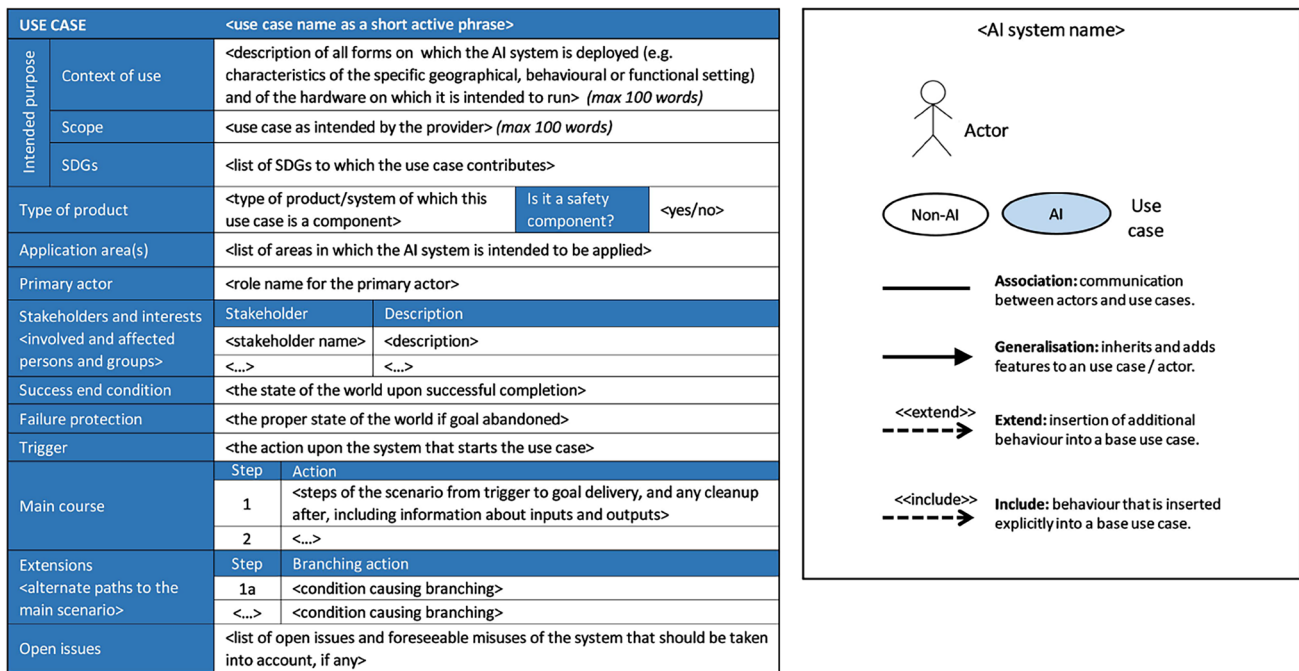 USE CASE <use case name as a short active phrase>
Intended purpose
Context of use
<description of all forms on which the AI system is deployed (e.g.
characteristics of the specific geographical, behavioural or functional setting)
and of the hardware on which it is intended to run> (max 100 words)
Scope <use case as intended by the provider> (max 100 words)
SDGs <list of SDGs to which the use case contributes>
Type of product
<type of product/system of which this
use case is a component>
Is it a safety
component?
<yes/no>
Application area(s) <list of areas in which the AI system is intended to be applied>
Primary actor <role name for the primary actor>
Stakeholders and interests
<involved and affected
persons and groups>
Stakeholder Description
<stakeholder name> <description>
<...> <...>
Success end condition <the state of the world upon successful completion>
Failure protection <the proper state of the world if goal abandoned>
Trigger <the action upon the system that starts the use case>
Main course
Step Action
1
<steps of the scenario from trigger to goal delivery, and any cleanup
after, including information about inputs and outputs>
2 <...>
Extensions
<alternate paths to the
main scenario>
Step Branching action
1a <condition causing branching>
<...> <condition causing branching>
Open issues
<list of open issues and foreseeable misuses of the system that should be taken
into account, if any>
<AI system name>
Actor
Non-AI AI Use
case
Association: communication
between actors and use cases.
Generalisation: inherits and adds
features to an use case / actor.
<<extend>>
Extend: insertion of additional
behaviour into a base use case.
<<include>>
Include: behaviour that is inserted
explicitly into a base use case.